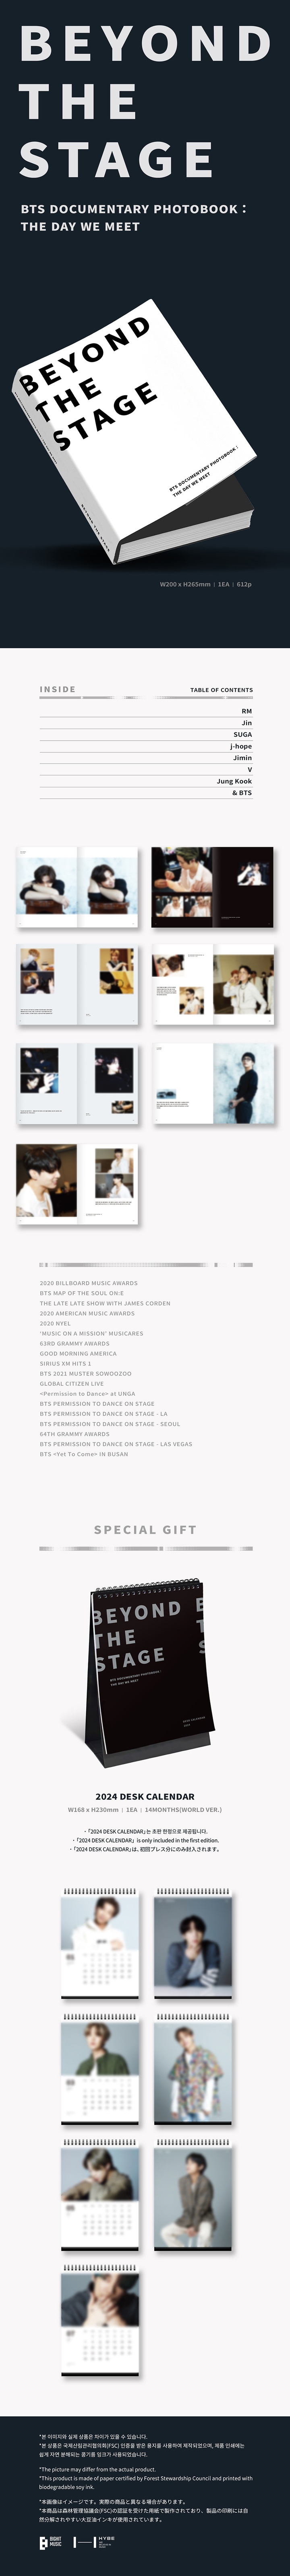 BEYOND
THE
STAGE
BTS DOCUMENTARY PHOTOBOOK :
THE DAY WE MEET
BEYOND
THE
STAGE
BTS DOCUMENTARY PHOTOBOOK :
THE DAY WE MEET
W200 x H265mm | 1EA | 612p
INSIDE
TABLE OF CONTENTS
RM
Jin
SUGA
j-hope
Jimin
V
Jung Kook
& BTS
2020 BILLBOARD MUSIC AWARDS
BTS MAP OF THE SOUL ON:E
THE LATE LATE SHOW WITH JAMES CORDEN
2020 AMERICAN MUSIC AWARDS
2020 NYEL
'MUSIC ON A MISSION' MUSICARES
63RD GRAMMY AWARDS
GOOD MORNING AMERICA
SIRIUS XM HITS 1
BTS 2021 MUSTER SOWOOZOO
GLOBAL CITIZEN LIVE
<Permission to Dance> at UNGA
BTS PERMISSION TO DANCE ON STAGE
BTS PERMISSION TO DANCE ON STAGE - LA
BTS PERMISSION TO DANCE ON STAGE - SEOUL
64TH GRAMMY AWARDS
BTS PERMISSION TO DANCE ON STAGE - LAS VEGAS
BTS <Yet To Come> IN BUSAN
SPECIAL GIFT
BEYOND
THE
STAGE
BTS DOCUMENTARY PHOTOBOOK :
THE DAY WE MEET
DESK CALENDAR
2024 DESK CALENDAR
W168 x H230mm | 1EA | 14MONTHS(WORLD VER.)
・「2024 DESK CALENDAR」는 초판 한정으로 제공됩니다.
・「2024 DESK CALENDAR」 is only included in the first edition.
・「2024 DESK CALENDAR」は、初回プレス分にのみ封入されます。
*본 이미지와 실제 상품은 차이가 있을 수 있습니다.
*본 상품은 국제산림관리협의회(FSC) 인증을 받은 용지를 사용하여 제작되었으며, 제품 인쇄에는
쉽게 자연 분해되는 콩기름 잉크가 사용되었습니다.
*The picture may differ from the actual product.
*This product is made of paper certified by Forest Stewardship Council and printed with
biodegradable soy ink.
*本画像はイメージです。実際の商品と異なる場合があります。
*本商品は森林管理協議会(FSC)の認証を受けた用紙で製作されており、製品の印刷には自
然分解されやすい大豆油インキが使用されています。
BIGHIT
MUSIC
HYBE